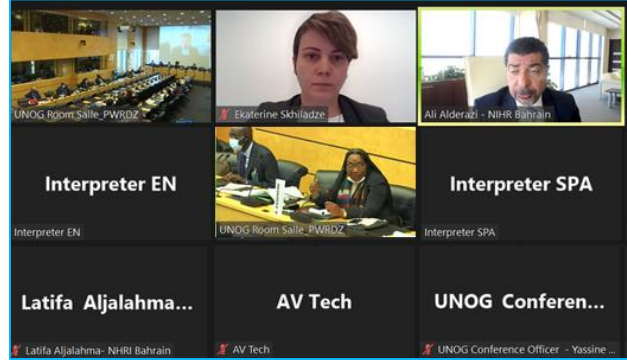 UNOG Room Salle_PWRDZ
Ekaterine Skhiladze
Ali Alderazi - NIHR Bahrain
Interpreter EN
Interpreter EN
UNOG Room Salle_PWRDZ
Interpreter SPA
Interpreter SPA
Latifa Aljalahma...
Latifa Aljalahma- NHRI Bahrain
AV Tech
AV Tech
UNOG Conferen...
UNOG Conference Officer - Yassine ...